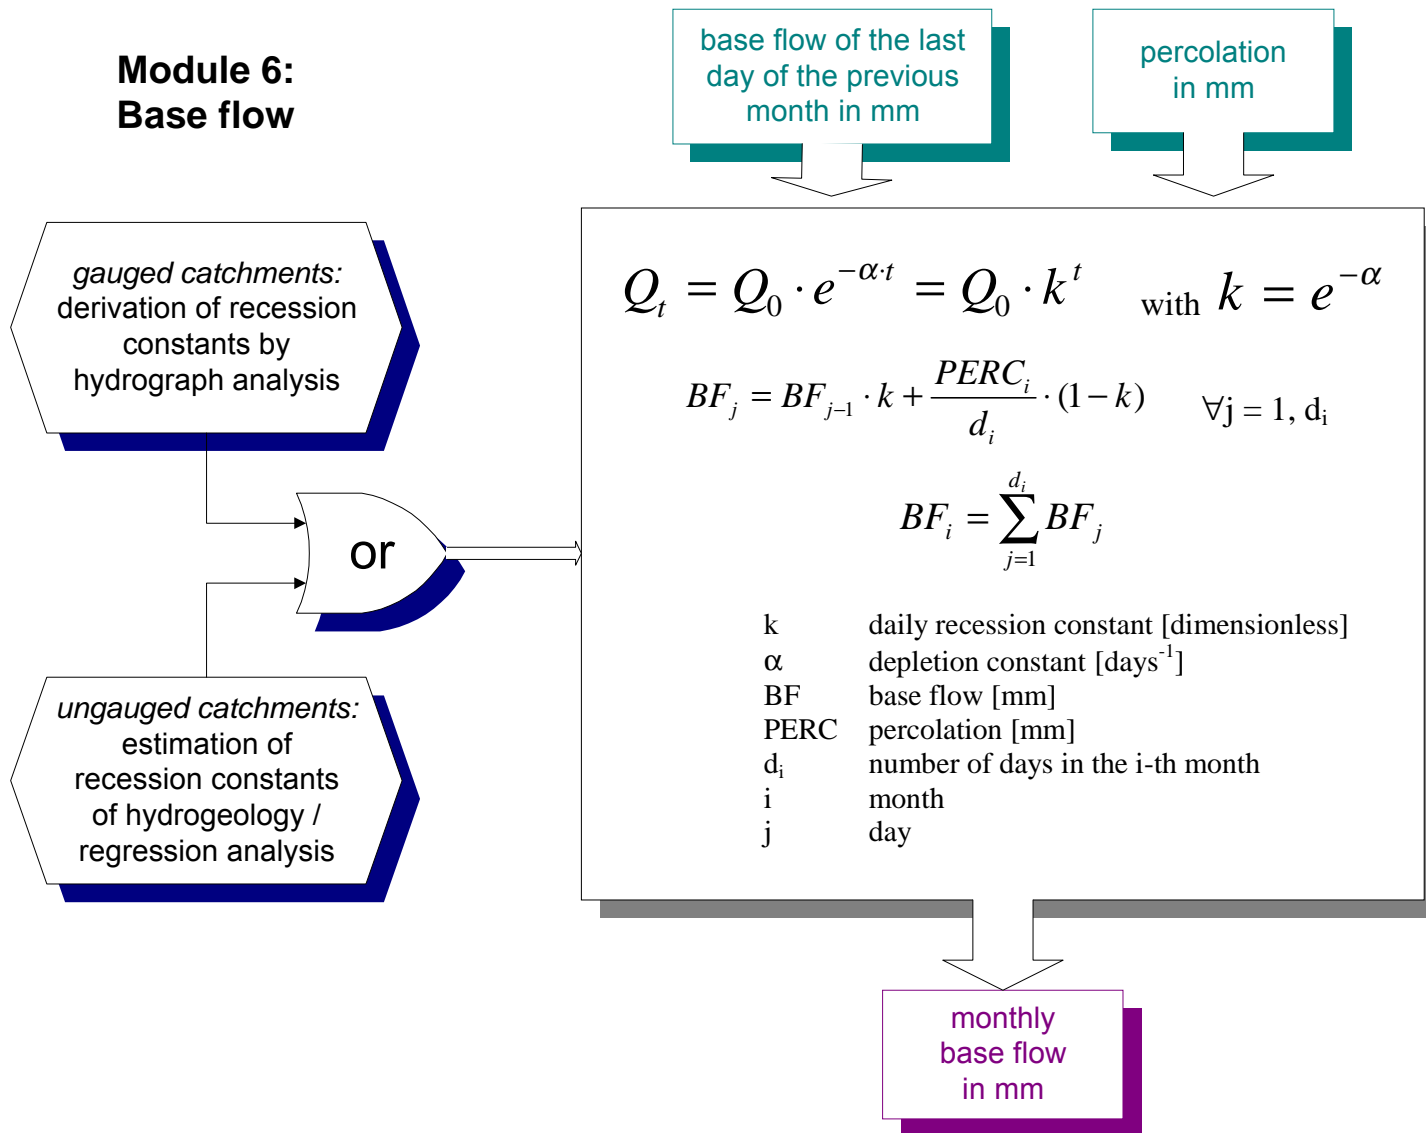 Module 6:
Base flow
base flow of the last
day of the previous
month in mm
percolation
in mm
gauged catchments:
derivation of recession
constants by
hydrograph analysis
or
ungauged catchments:
estimation of
recession constants
of hydrogeology /
regression analysis
Q_t = Q_0 · e^{−α·t} = Q_0 · k^t with k = e^{−α}
BF_j = BF_{j−1} · k + \frac{PERC_i}{d_i} · (1 − k) ∀j = 1, d_i
BF_i = \sum_{j=1}^{d_i} BF_j
k daily recession constant [dimensionless]
α depletion constant [days^{-1}]
BF base flow [mm]
PERC percolation [mm]
d_i number of days in the i-th month
i month
j day
monthly
base flow
in mm